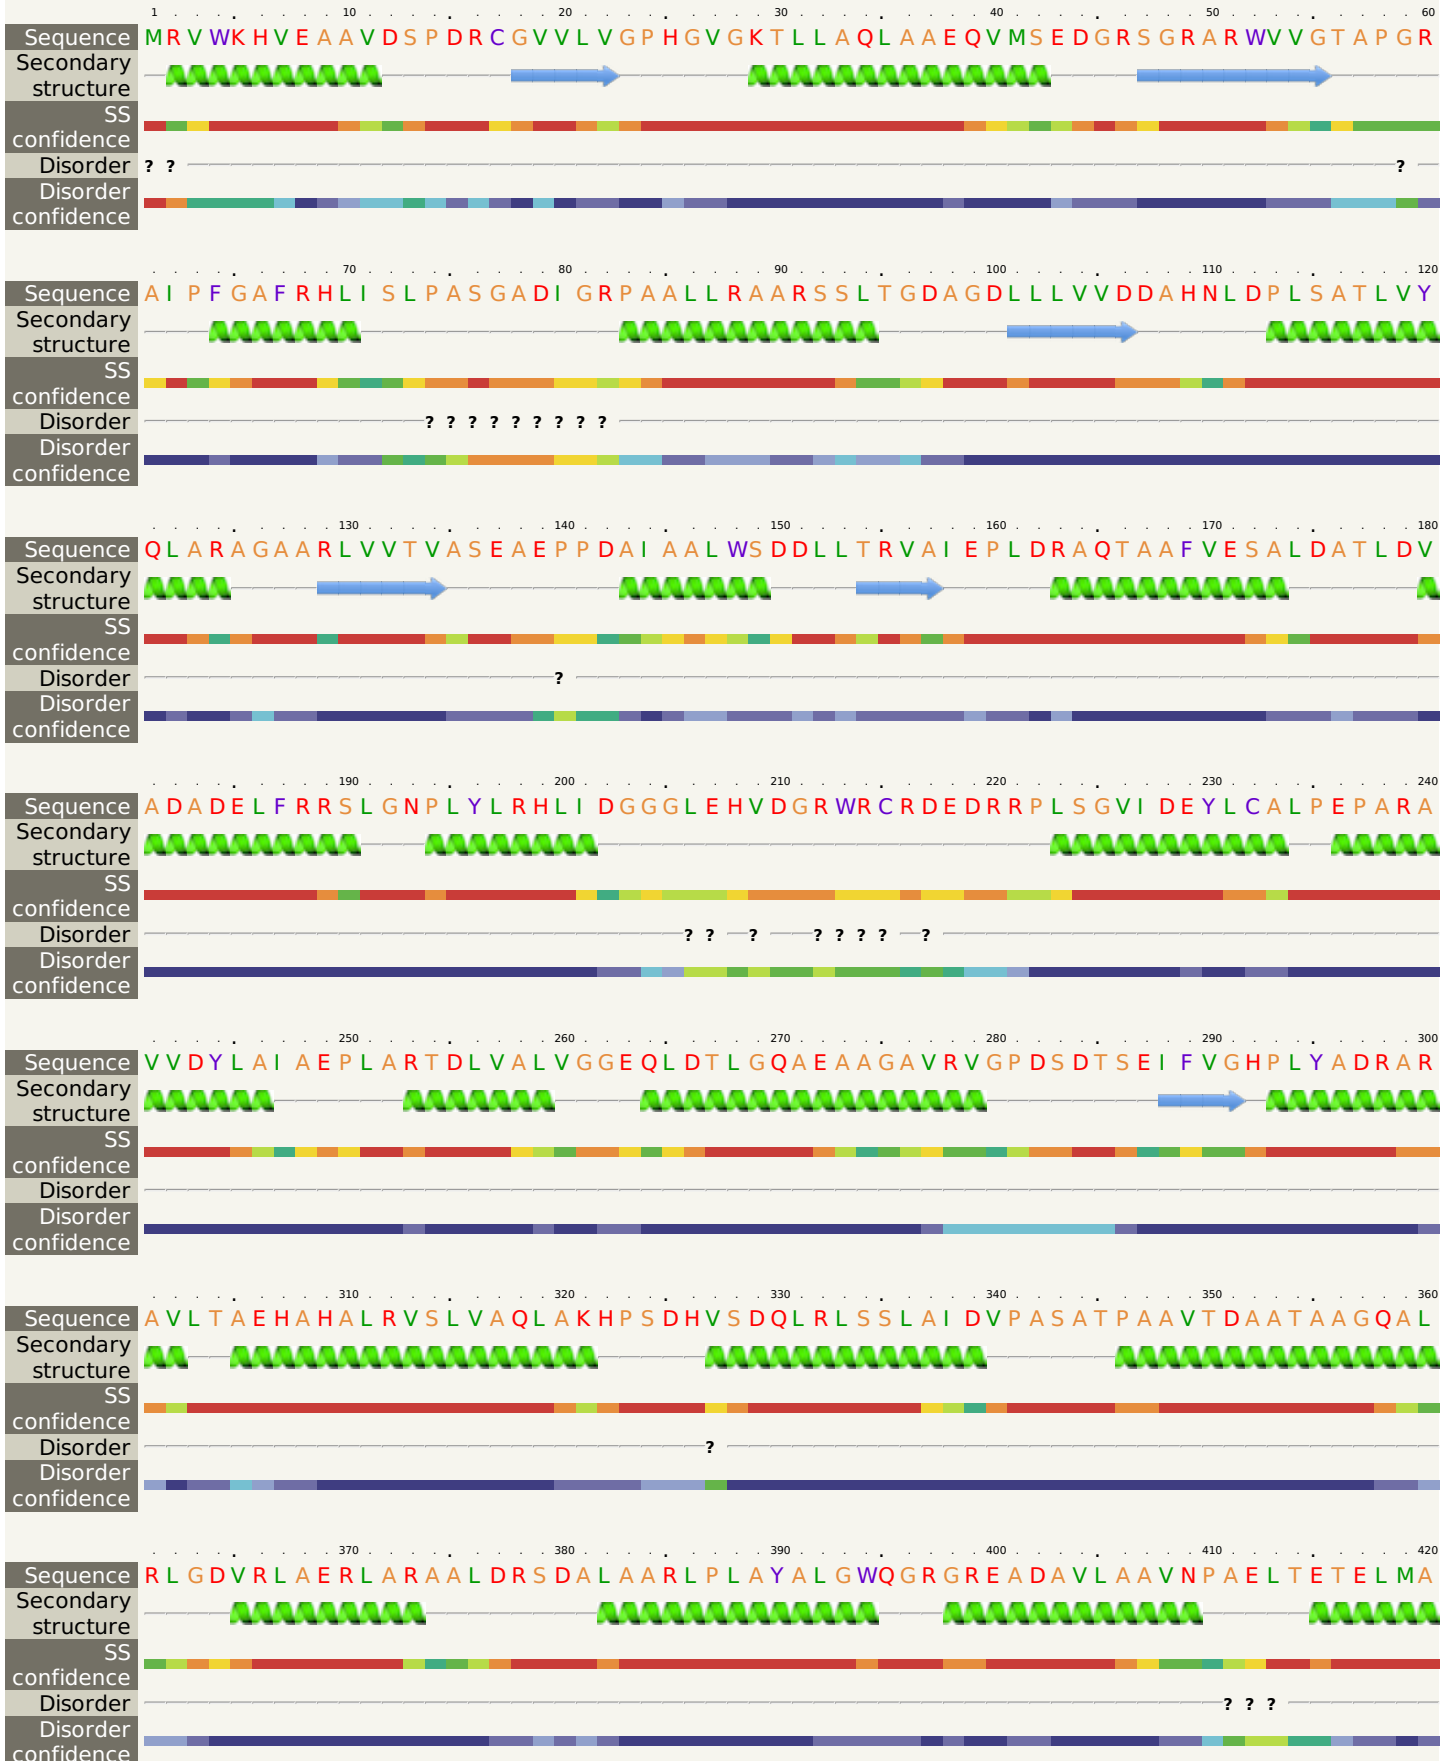 1 . . . . . . . . 10 . . . . . . . . . 20 . . . . . . . . . 30 . . . . . . . . . 40 . . . . . . . . . 50 . . . . . . . . . 60
Sequence MRVWKHVEAAVDSPDRCGVVLVGPHGVGKTLLAQLAAEQVMSEDGRSGRARWVVGTAPGR
Secondary
structure
SS
confidence
Disorder ? ? ?
Disorder
confidence
. . . . . . . . . 70 . . . . . . . . . 80 . . . . . . . . . 90 . . . . . . . . . 100 . . . . . . . . . 110 . . . . . . . . . 120
Sequence AIPFGAFRHLISLPASGADIGRPAALLRAARSSLTGDAGDLLLVVDDAHNLDPLSATLVY
Secondary
structure
SS
confidence
Disorder ? ? ? ? ? ? ? ? ?
Disorder
confidence
. . . . . . . . . 130 . . . . . . . . . 140 . . . . . . . . . 150 . . . . . . . . . 160 . . . . . . . . . 170 . . . . . . . . . 180
Sequence QLARAGAARLVVTVASEAEPPDAIAALWSDDLLTRVAIEPLDRAQTAAFVESALDATLDV
Secondary
structure
SS
confidence
Disorder ?
Disorder
confidence
. . . . . . . . . 190 . . . . . . . . . 200 . . . . . . . . . 210 . . . . . . . . . 220 . . . . . . . . . 230 . . . . . . . . . 240
Sequence ADADELFRRSLGNPLYLRHLIDGGGLEHVDGRWRCRDEDRRPLSGVIDEYLCALPEPARA
Secondary
structure
SS
confidence
Disorder ? ? ? ? ? ? ? ?
Disorder
confidence
. . . . . . . . . 250 . . . . . . . . . 260 . . . . . . . . . 270 . . . . . . . . . 280 . . . . . . . . . 290 . . . . . . . . . 300
Sequence VVDYLAIAEPLARTDLVALVGGEQLDTLGQAEAAGAVRVGPDSDTSEIFVGHPLYADRAR
Secondary
structure
SS
confidence
Disorder
Disorder
confidence
. . . . . . . . . 310 . . . . . . . . . 320 . . . . . . . . . 330 . . . . . . . . . 340 . . . . . . . . . 350 . . . . . . . . . 360
Sequence AVLTAEHAHALRVSLVAQLAKHPSDHVSDQLRLSSLAIDVPASATPAAVTDAATAAGQAL
Secondary
structure
SS
confidence
Disorder ?
Disorder
confidence
. . . . . . . . . 370 . . . . . . . . . 380 . . . . . . . . . 390 . . . . . . . . . 400 . . . . . . . . . 410 . . . . . . . . . 420
Sequence RLGDVRLAERLARAALDRSDALAARLPLAYALGWQGRGREADAVLAAVNPAELTETELMA
Secondary
structure
SS
confidence
Disorder ? ? ?
Disorder
confidence